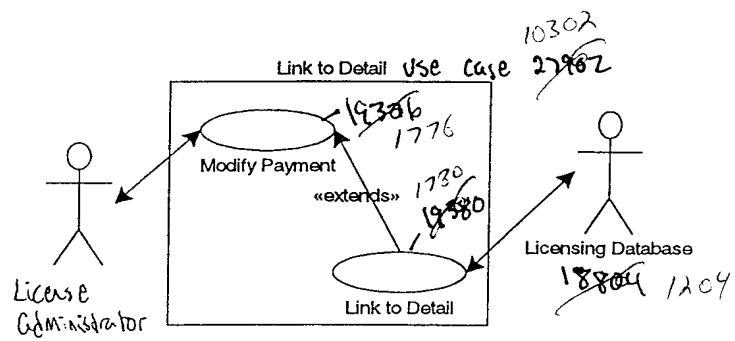 10302
Link to Detail use case 27902
19306
1776
Modify Payment
1730
«extends»
19380
Licensing Database
18804 1204
License
Administrator
Link to Detail